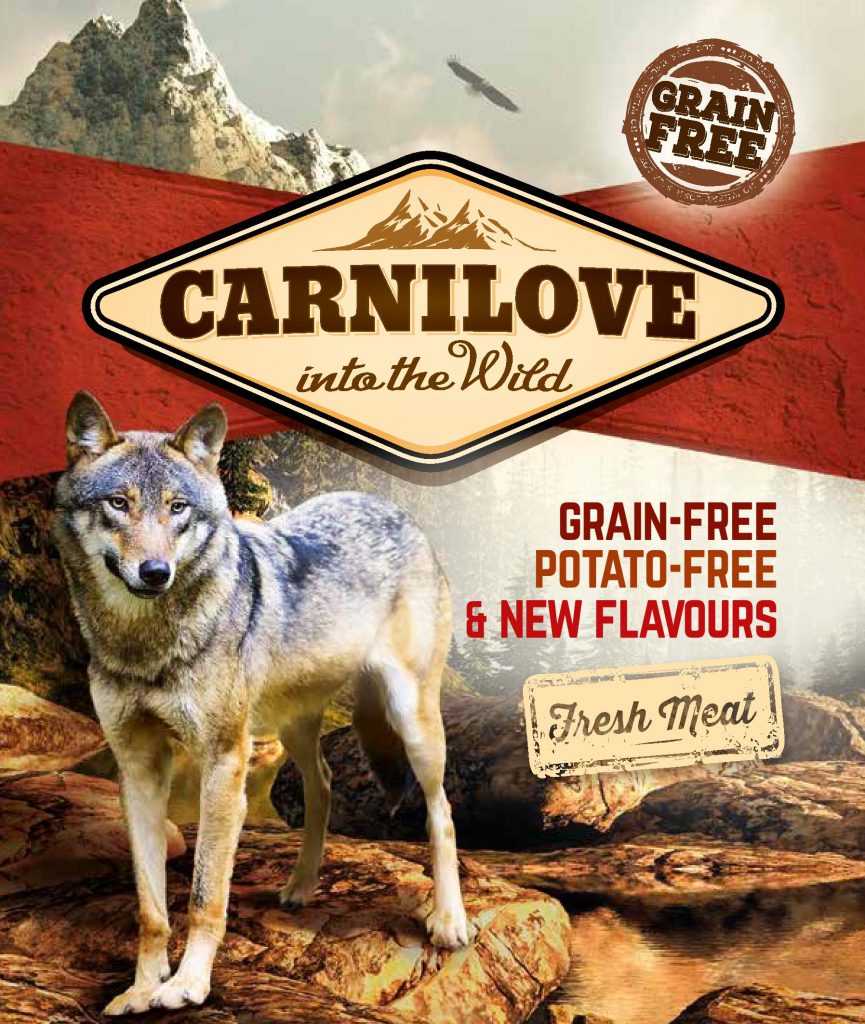 GRAIN
FREE
CARNILOVE
into the Wild
GRAIN-FREE
POTATO-FREE
& NEW FLAVOURS
Fresh Meat